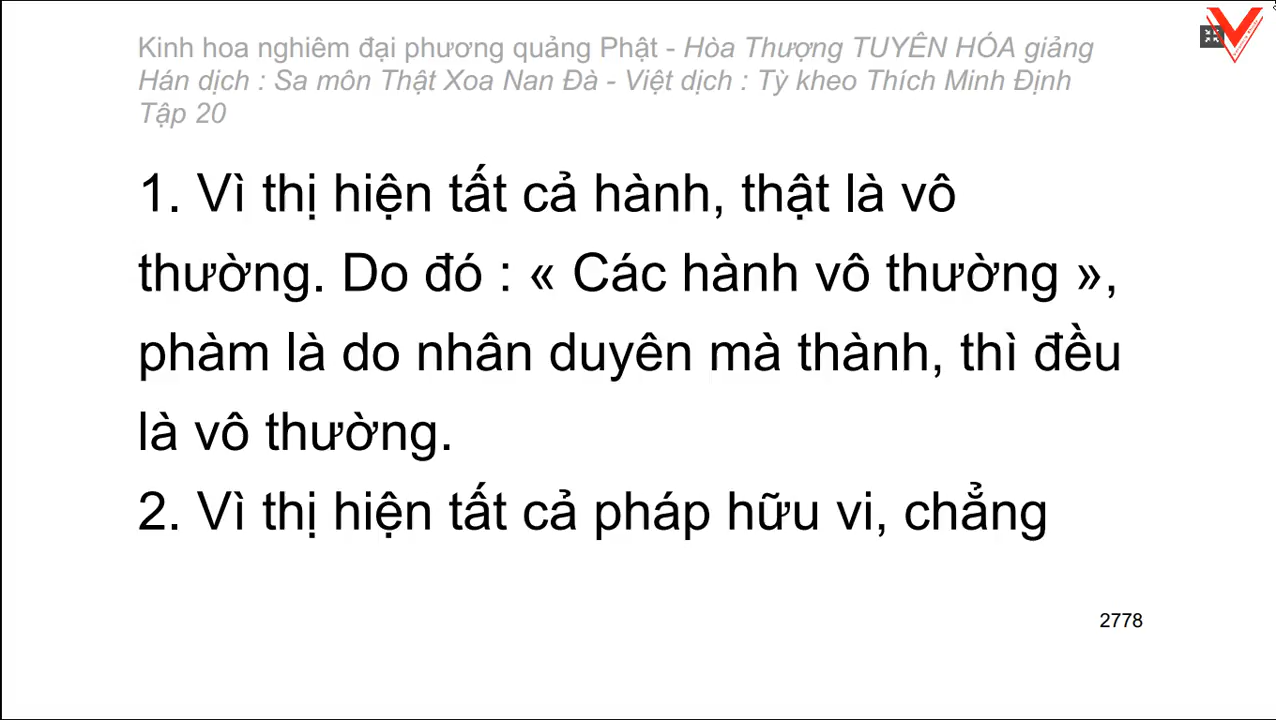 Kinh hoa nghiêm đại phương quảng Phật - Hòa Thượng TUYÊN HÓA giảng
Hán dịch : Sa môn Thật Xoa Nan Đà - Việt dịch : Tỳ kheo Thích Minh Định
Tập 20
1. Vì thị hiện tất cả hành, thật là vô
thường. Do đó : « Các hành vô thường »,
phàm là do nhân duyên mà thành, thì đều
là vô thường.
2. Vì thị hiện tất cả pháp hữu vi, chẳng
2778